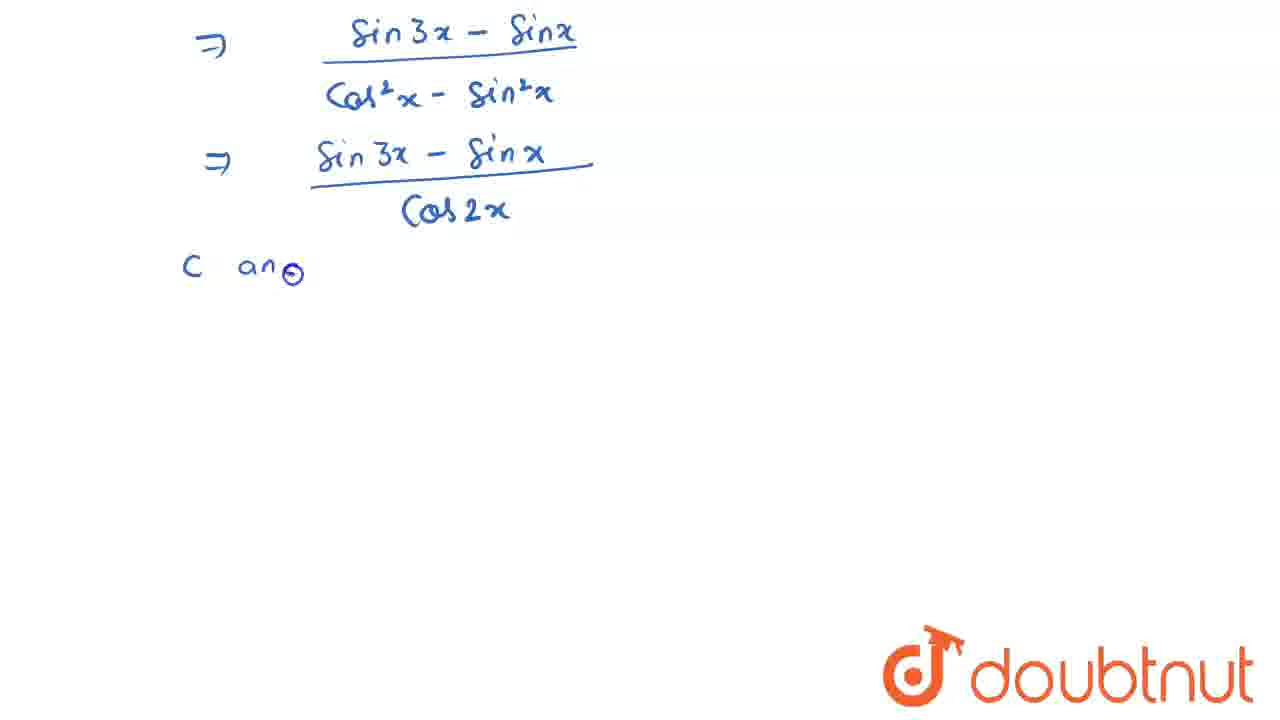 ⇒ Sin 3x - Sin x
Cos²x - Sin²x
⇒ Sin 3x - Sin x
Cos 2x
C an
doubtnut